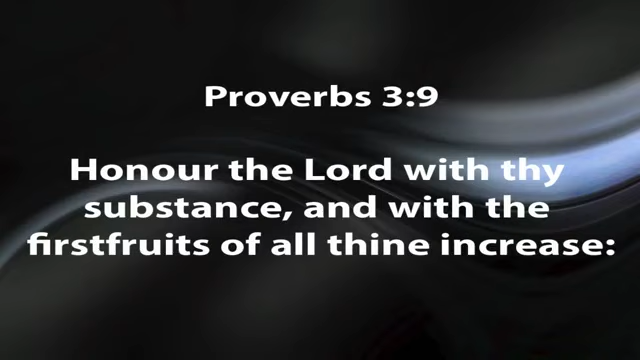 Proverbs 3:9
Honour the Lord with thy
substance, and with the
firstfruits of all thine increase: